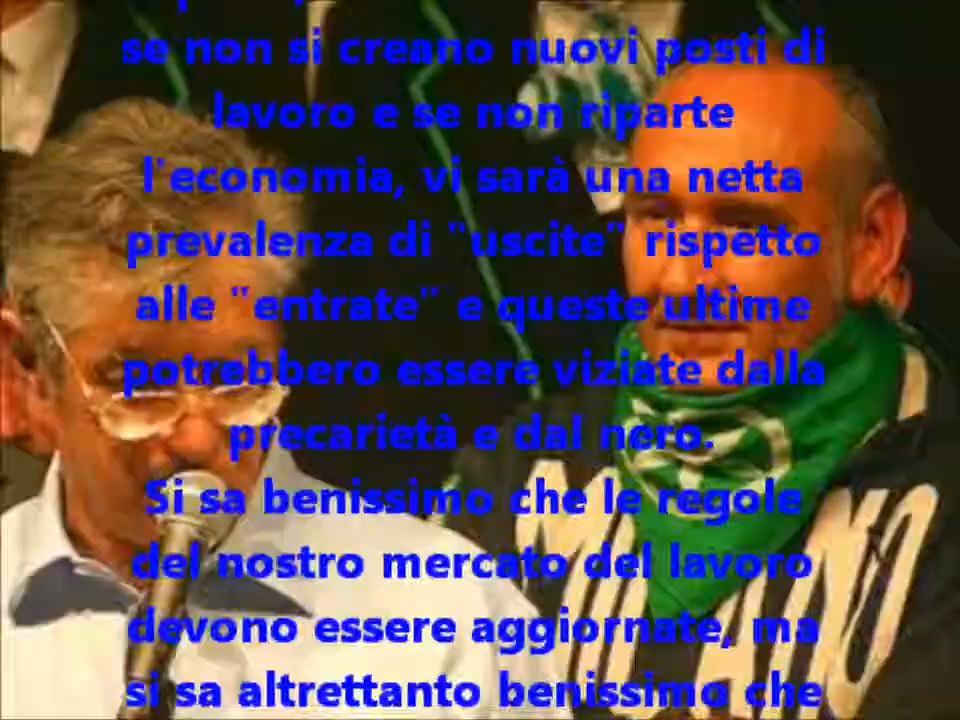 se non si creano nuovi posti di
lavoro e se non riparte
l'economia, vi sarà una netta
prevalenza di "uscite" rispetto
alle "entrate" e queste ultime
potrebbero essere viziate dalla
precarietà e dal nero.
Si sa benissimo che le regole
del nostro mercato del lavoro
devono essere aggiornate, ma
si sa altrettanto benissimo che